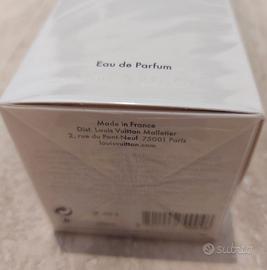 Eau de Parfum
Made in France
Dist. Louis Vuitton Malletier
2, rue du Pont-Neuf 75001 Paris
louisvuitton.com
subito